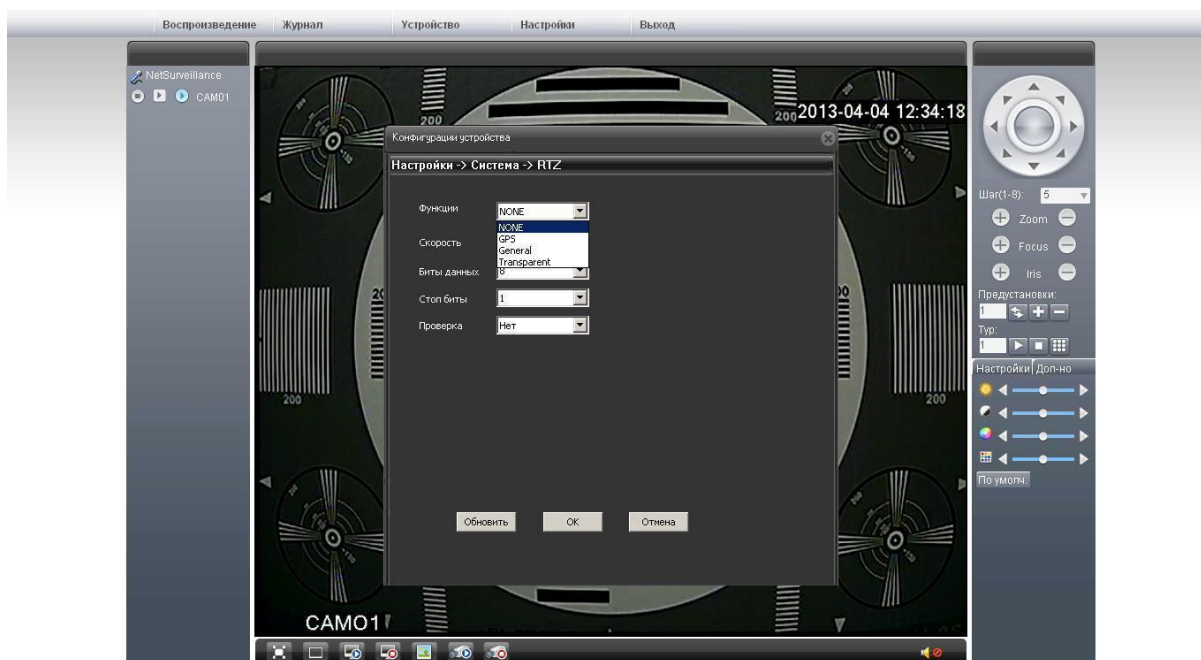 Воспроизведение Журнал Устройство Настройки Выход
NetSurveillance
CAM01
200
200
2013-04-04 12:34:18
Конфигурации устройства
Настройки -> Система -> RTZ
Функции
NONE
NONE
GPS
General
Transparent
Скорость
Биты данных
8
Стоп биты
1
Проверка
Нет
Обновить
OK
Отмена
200
200
CAMO1
Шаг(1-8):
5
Zoom
Focus
Iris
Предустановки:
1
Тур:
1
Настройки Доп-но
По умолч.